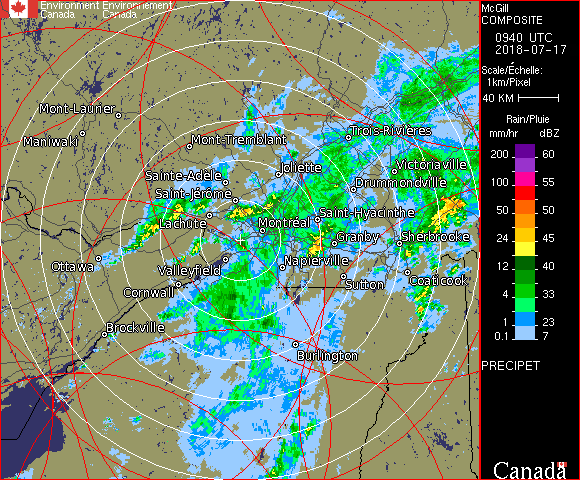 Environment Environnement
Canada Canada
McGill
COMPOSITE
0940 UTC
2018-07-17
Scale/Échelle:
1km/Pixel
40 KM
Rain/Pluie
mm/hr dBZ
200 60
100 55
50 50
24 45
12 40
4 33
1 23
0.1 7
PRECIPET
Canada
Mont-Laurier
Maniwaki
Mont-Tremblant
Trois-Rivières
Joliette
Victoriaville
Sainte-Adèle
Drummondville
Saint-Jérôme
Lachute
Saint-Hyacinthe
Montréal
Granby
Sherbrooke
Ottawa
Valleyfield
Napierville
Coaticook
Cornwall
Sutton
Brockville
Burlington